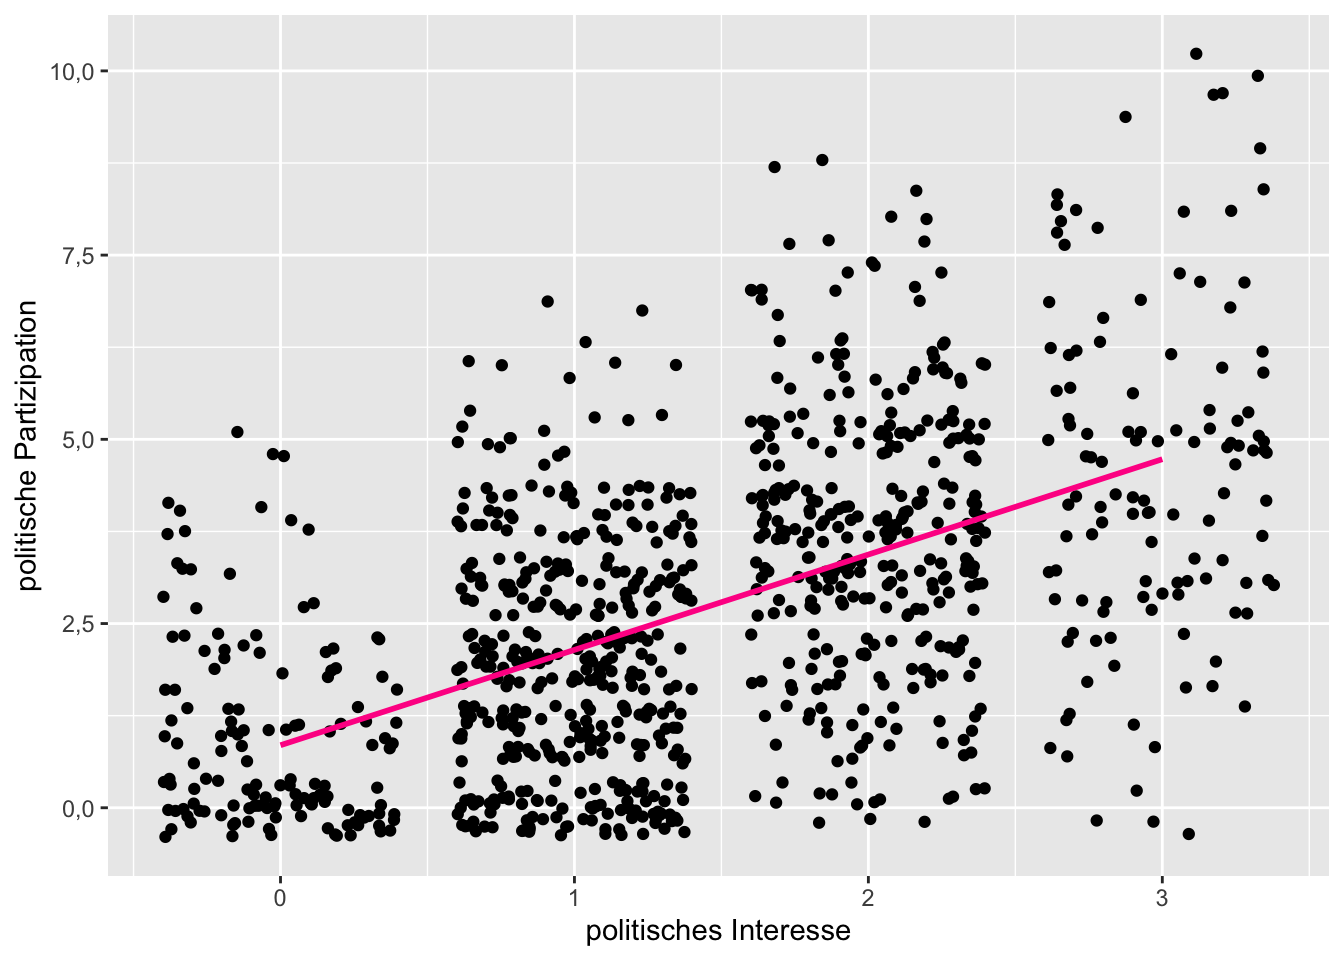 politische Partizipation
10,0
7,5
5,0
2,5
0,0
0 1 2 3
politisches Interesse